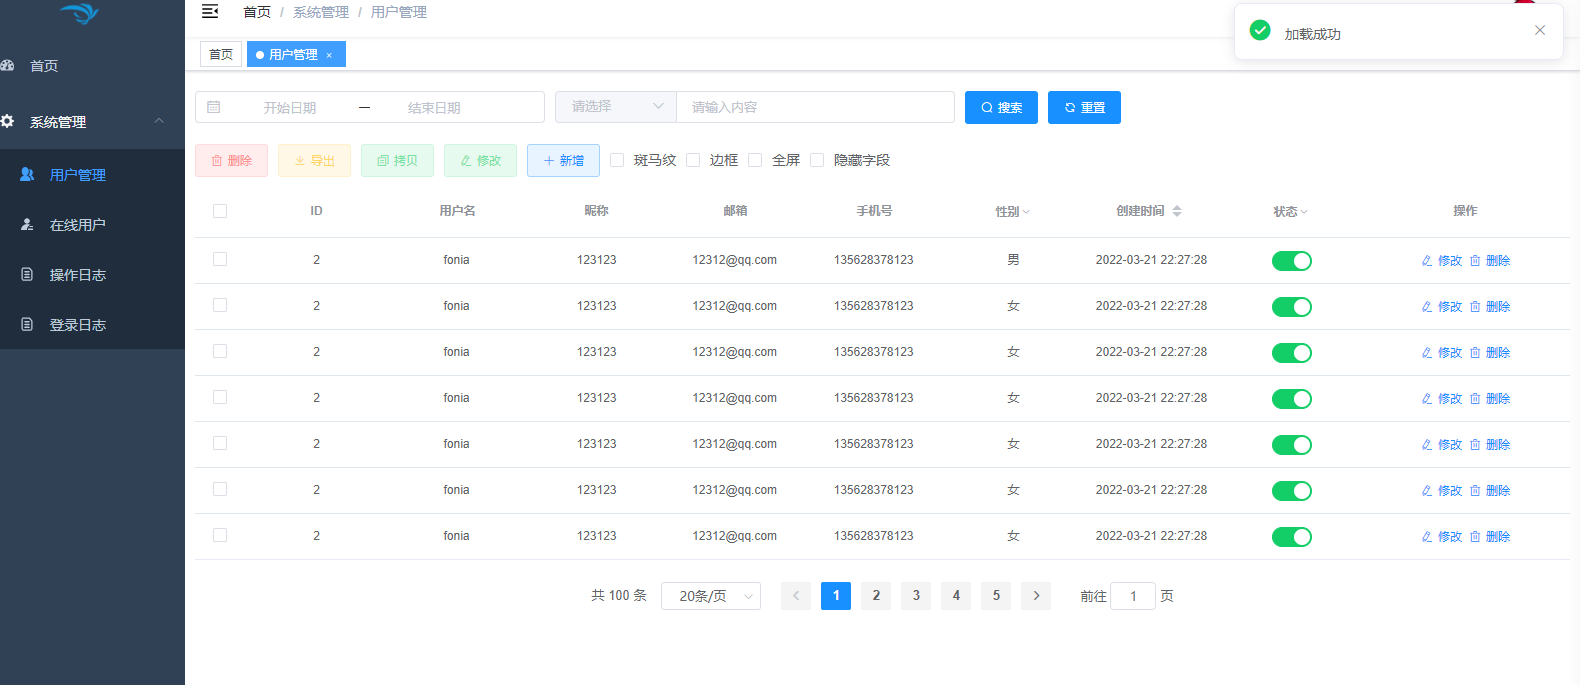 首页 / 系统管理 / 用户管理
加载成功
首页
用户管理 ×
首页
系统管理
用户管理
在线用户
操作日志
登录日志
开始日期 — 结束日期
请选择
请输入内容
搜索
重置
删除
导出
拷贝
修改
新增
斑马纹
边框
全屏
隐藏字段
ID 用户名 昵称 邮箱 手机号 性别 创建时间 状态 操作
2 fonia 123123 12312@qq.com 135628378123 男 2022-03-21 22:27:28 修改 删除
2 fonia 123123 12312@qq.com 135628378123 女 2022-03-21 22:27:28 修改 删除
2 fonia 123123 12312@qq.com 135628378123 女 2022-03-21 22:27:28 修改 删除
2 fonia 123123 12312@qq.com 135628378123 女 2022-03-21 22:27:28 修改 删除
2 fonia 123123 12312@qq.com 135628378123 女 2022-03-21 22:27:28 修改 删除
2 fonia 123123 12312@qq.com 135628378123 女 2022-03-21 22:27:28 修改 删除
2 fonia 123123 12312@qq.com 135628378123 女 2022-03-21 22:27:28 修改 删除
共 100 条 20条/页 1 2 3 4 5 前往 1 页